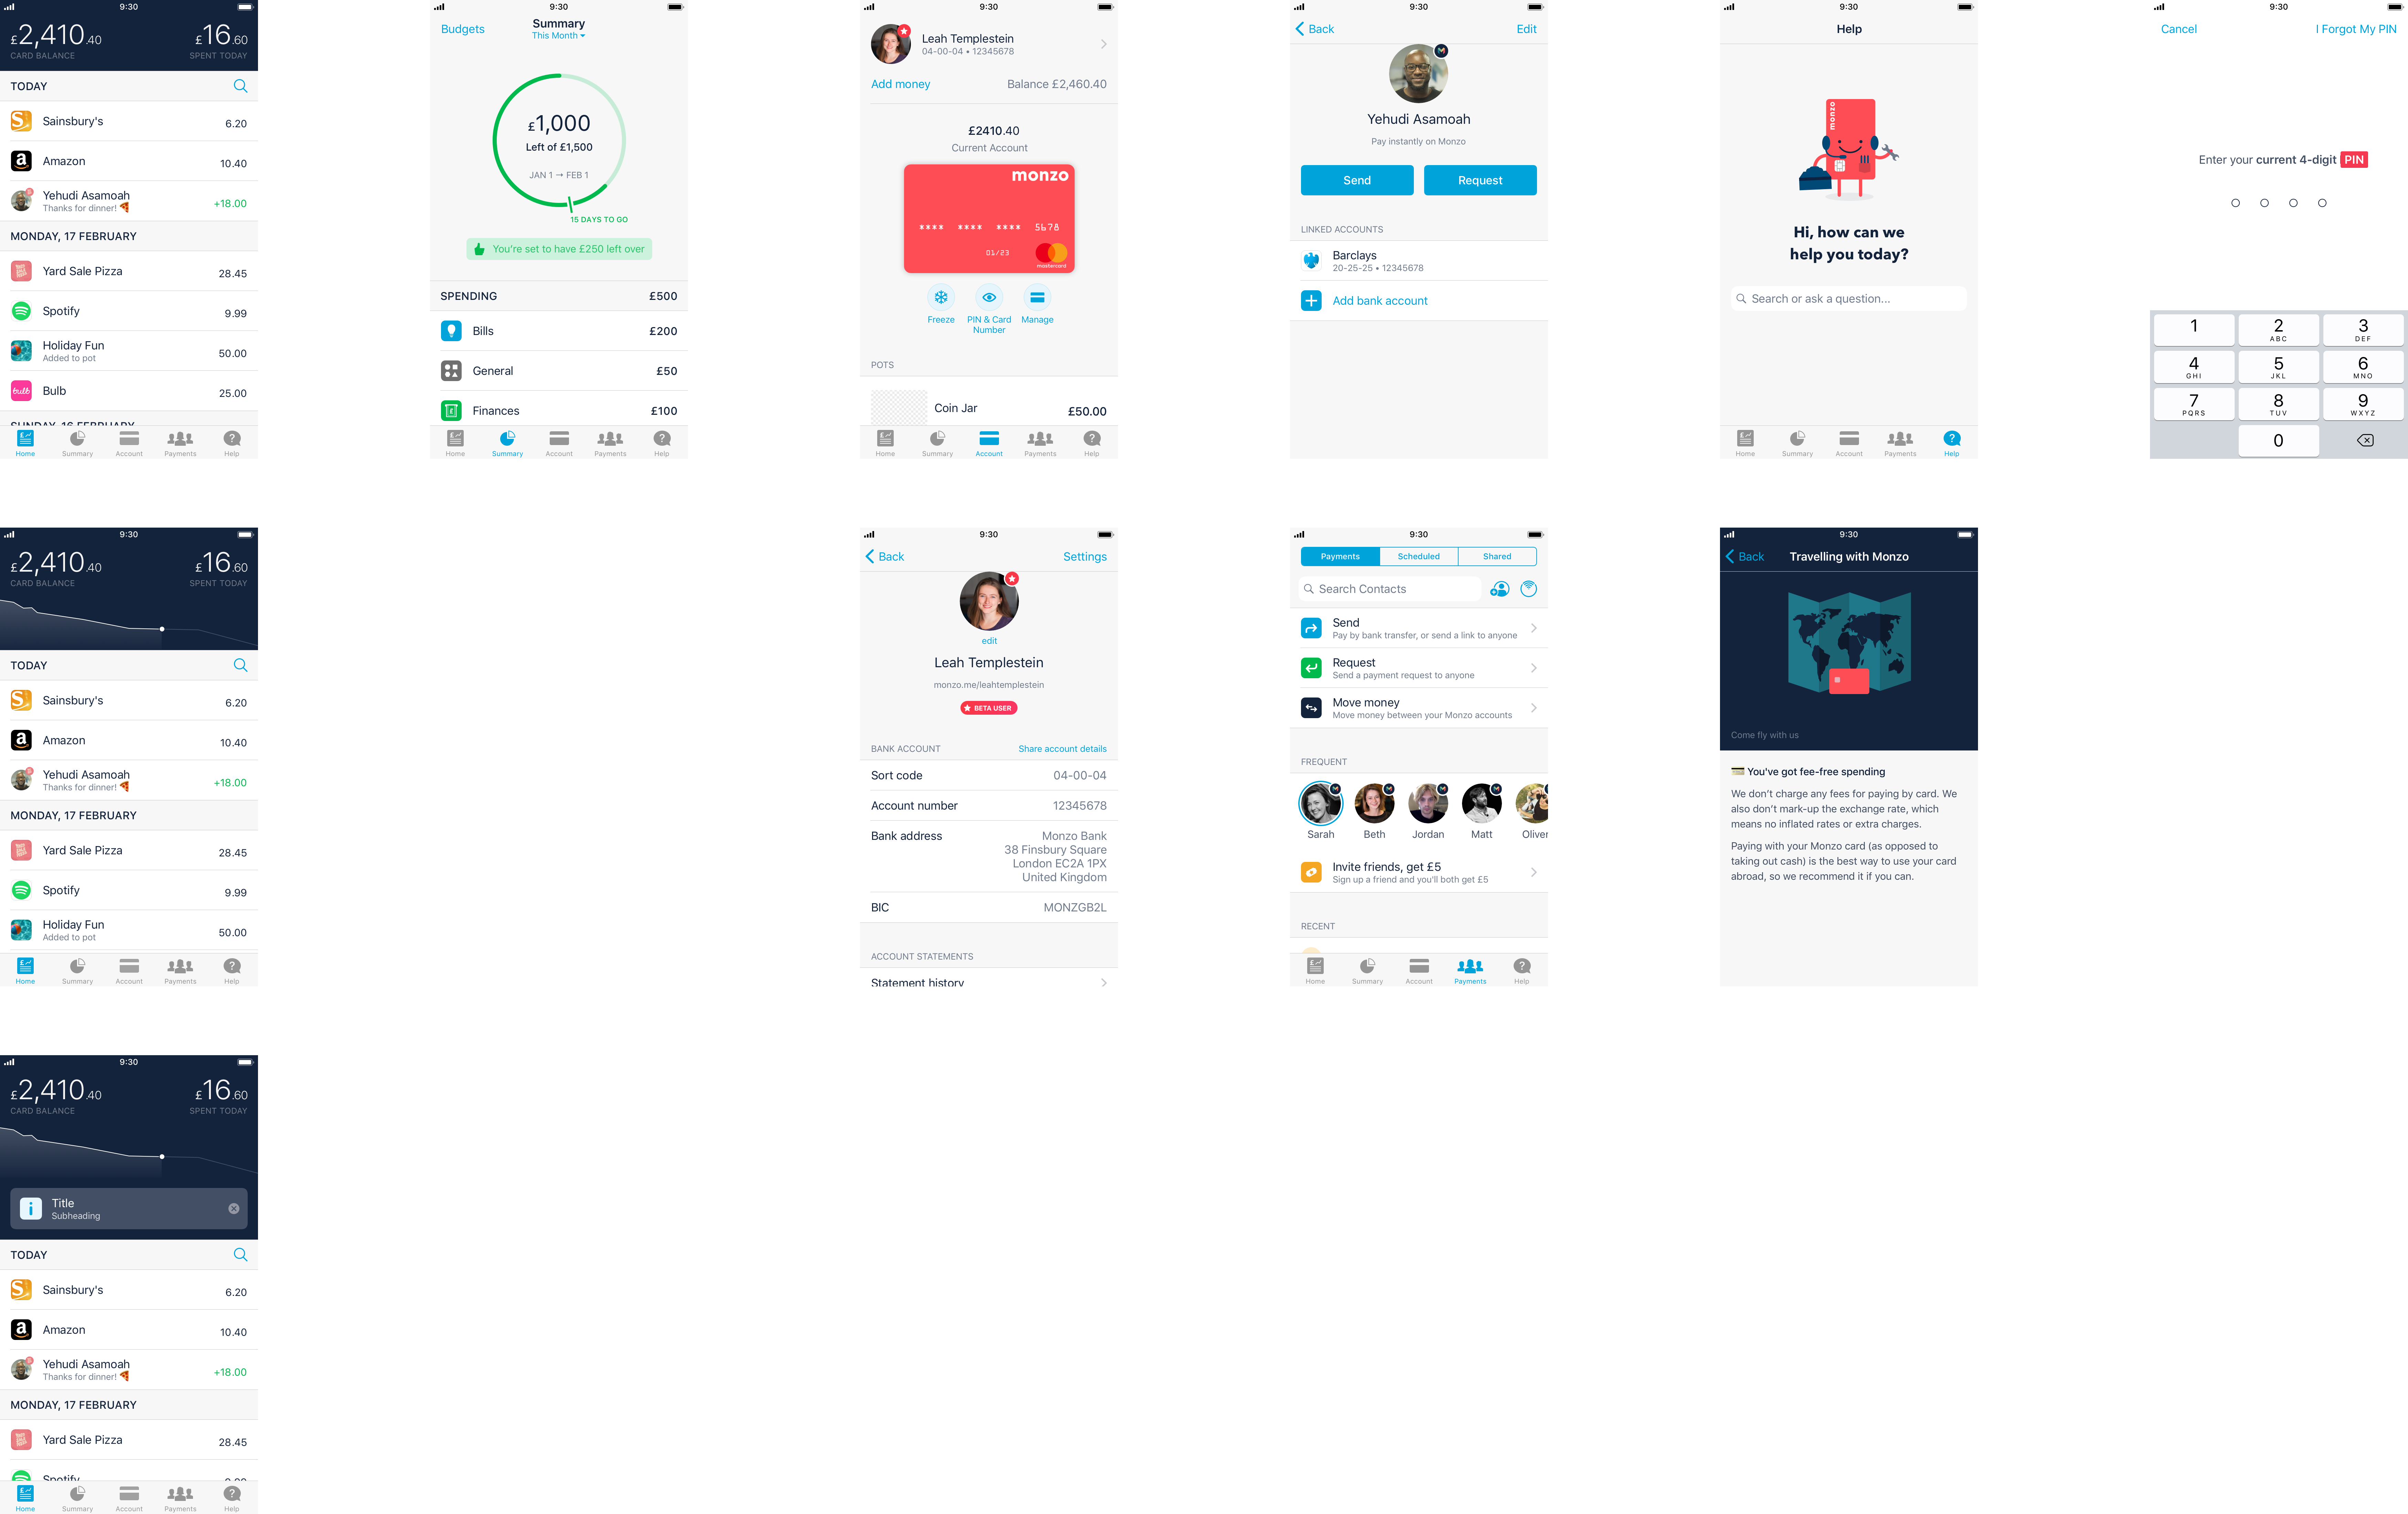 9:30
£2,410.40
£16.60
CARD BALANCE
SPENT TODAY
TODAY
Sainsbury's
6.20
Amazon
10.40
Yehudi Asamoah
Thanks for dinner! 🍕
+18.00
MONDAY, 17 FEBRUARY
Yard Sale Pizza
28.45
Spotify
9.99
Holiday Fun
Added to pot
50.00
bulb
Bulb
25.00
SUNDAY, 16 FEBRUARY
Home
Summary
Account
Payments
Help
9:30
Budgets
Summary
This Month
£1,000
Left of £1,500
JAN 1 → FEB 1
15 DAYS TO GO
You're set to have £250 left over
SPENDING
£500
Bills
£200
General
£50
Finances
£100
Home
Summary
Account
Payments
Help
9:30
Leah Templestein
04-00-04 • 12345678
Add money
Balance £2,460.40
£2410.40
Current Account
monzo
**** **** **** 5678
01/23
mastercard
Freeze
PIN & Card
Number
Manage
POTS
Coin Jar
£50.00
Home
Summary
Account
Payments
Help
9:30
Back
Edit
Yehudi Asamoah
Pay instantly on Monzo
Send
Request
LINKED ACCOUNTS
Barclays
20-25-25 • 12345678
Add bank account
9:30
Help
monzo
Hi, how can we
help you today?
Search or ask a question...
Home
Summary
Account
Payments
Help
9:30
Cancel
I Forgot My PIN
Enter your current 4-digit PIN
1
2
ABC
3
DEF
4
GHI
5
JKL
6
MNO
7
PQRS
8
TUV
9
WXYZ
0
9:30
£2,410.40
£16.60
CARD BALANCE
SPENT TODAY
TODAY
Sainsbury's
6.20
Amazon
10.40
Yehudi Asamoah
Thanks for dinner! 🍕
+18.00
MONDAY, 17 FEBRUARY
Yard Sale Pizza
28.45
Spotify
9.99
Holiday Fun
Added to pot
50.00
Home
Summary
Account
Payments
Help
9:30
Back
Settings
edit
Leah Templestein
monzo.me/leahtemplestein
BETA USER
BANK ACCOUNT
Share account details
Sort code
04-00-04
Account number
12345678
Bank address
Monzo Bank
38 Finsbury Square
London EC2A 1PX
United Kingdom
BIC
MONZGB2L
ACCOUNT STATEMENTS
Statement history
9:30
Payments
Scheduled
Shared
Search Contacts
Send
Pay by bank transfer, or send a link to anyone
Request
Send a payment request to anyone
Move money
Move money between your Monzo accounts
FREQUENT
Sarah
Beth
Jordan
Matt
Oliver
Invite friends, get £5
Sign up a friend and you'll both get £5
RECENT
Home
Summary
Account
Payments
Help
9:30
Back
Travelling with Monzo
Come fly with us
💳 You've got fee-free spending
We don't charge any fees for paying by card. We
also don't mark-up the exchange rate, which
means no inflated rates or extra charges.
Paying with your Monzo card (as opposed to
taking out cash) is the best way to use your card
abroad, so we recommend it if you can.
9:30
£2,410.40
£16.60
CARD BALANCE
SPENT TODAY
Title
Subheading
TODAY
Sainsbury's
6.20
Amazon
10.40
Yehudi Asamoah
Thanks for dinner! 🍕
+18.00
MONDAY, 17 FEBRUARY
Yard Sale Pizza
28.45
Spotify
9.99
Home
Summary
Account
Payments
Help